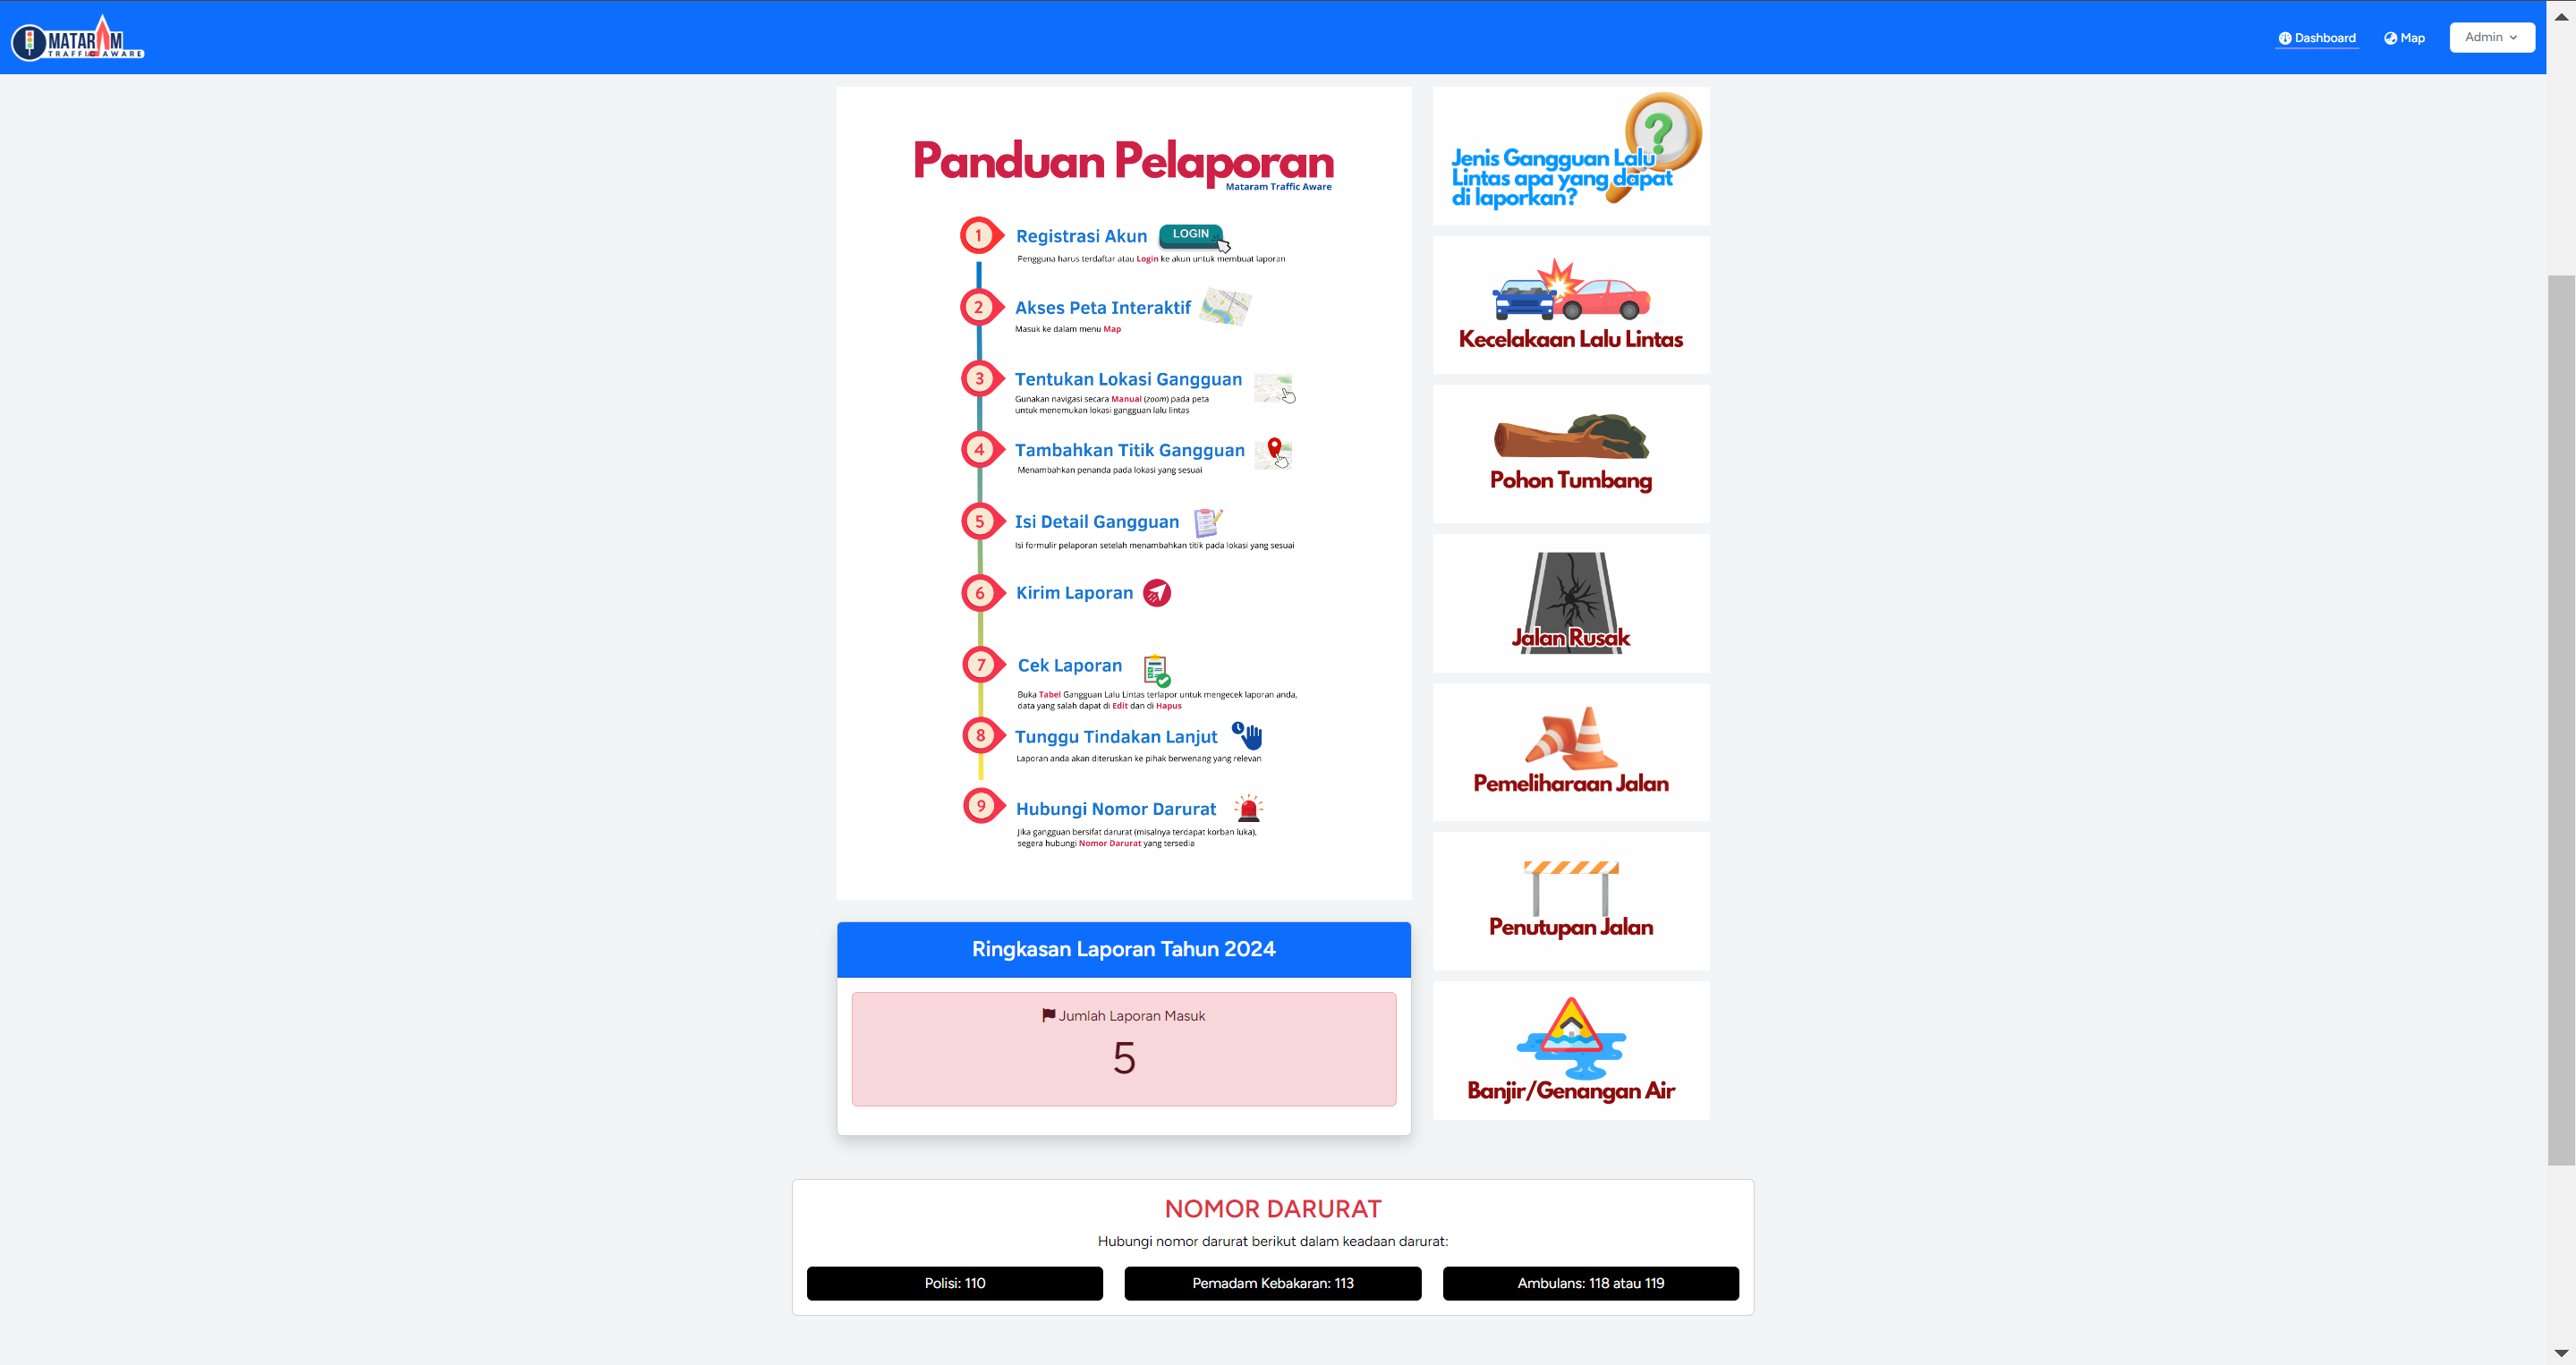 MATARAM
TRAFFIC AWARE
Dashboard
Map
Admin
Panduan Pelaporan
Mataram Traffic Aware
1
Registrasi Akun
LOGIN
Pengguna harus terdaftar atau Login ke akun untuk membuat laporan
2
Akses Peta Interaktif
Masuk ke dalam menu Map
3
Tentukan Lokasi Gangguan
Gunakan navigasi secara Manual (zoom) pada peta
untuk menemukan lokasi gangguan lalu lintas
4
Tambahkan Titik Gangguan
Menambahkan penanda pada lokasi yang sesuai
5
Isi Detail Gangguan
Isi formulir pelaporan setelah menambahkan titik pada lokasi yang sesuai
6
Kirim Laporan
7
Cek Laporan
Buka Tabel Gangguan Lalu Lintas terlapor untuk mengecek laporan anda,
data yang salah dapat di Edit dan di Hapus
8
Tunggu Tindakan Lanjut
Laporan anda akan diteruskan ke pihak berwenang yang relevan
9
Hubungi Nomor Darurat
Jika gangguan bersifat darurat (misalnya terdapat korban luka),
segera hubungi Nomor Darurat yang tersedia
Jenis Gangguan Lalu
Lintas apa yang dapat
di laporkan?
Kecelakaan Lalu Lintas
Pohon Tumbang
Jalan Rusak
Pemeliharaan Jalan
Penutupan Jalan
Banjir/Genangan Air
Ringkasan Laporan Tahun 2024
Jumlah Laporan Masuk
5
NOMOR DARURAT
Hubungi nomor darurat berikut dalam keadaan darurat:
Polisi: 110
Pemadam Kebakaran: 113
Ambulans: 118 atau 119